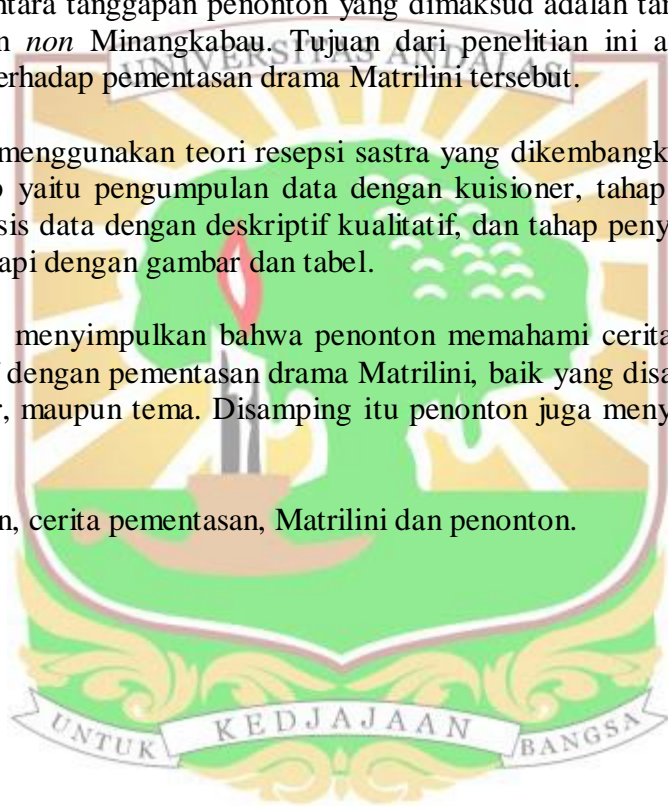 ntara tanggapan penonton yang dimaksud adalah tan
n non Minangkabau. Tujuan dari penelitian ini a
UNIVERSITAS ANDALAS
erhadap pementasan drama Matrilini tersebut.
menggunakan teori resepsi sastra yang dikembangk
yaitu pengumpulan data dengan kuisioner, tahap
sis data dengan deskriptif kualitatif, dan tahap peny
api dengan gambar dan tabel.
menyimpulkan bahwa penonton memahami cerita
dengan pementasan drama Matrilini, baik yang disa
r, maupun tema. Disamping itu penonton juga meny
n, cerita pementasan, Matrilini dan penonton.
UNTUK KEDJAJAAN BANGSA